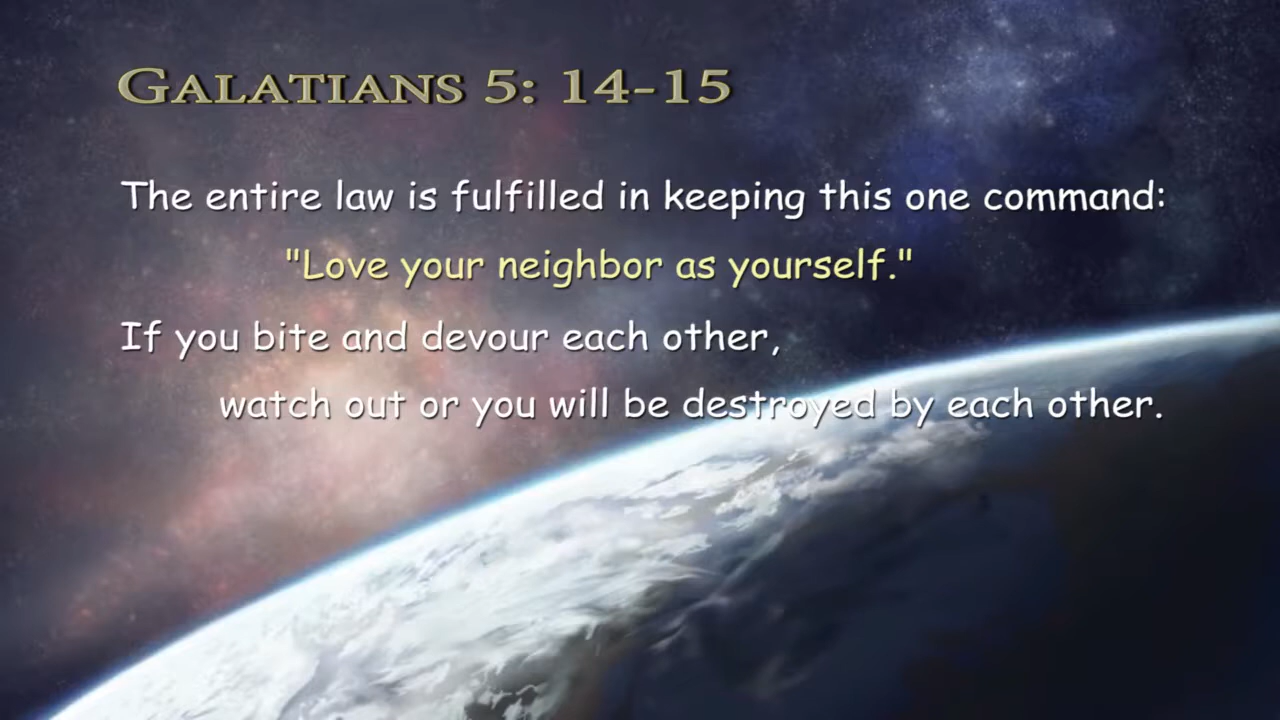 GALATIANS 5: 14-15
The entire law is fulfilled in keeping this one command:
"Love your neighbor as yourself."
If you bite and devour each other,
watch out or you will be destroyed by each other.